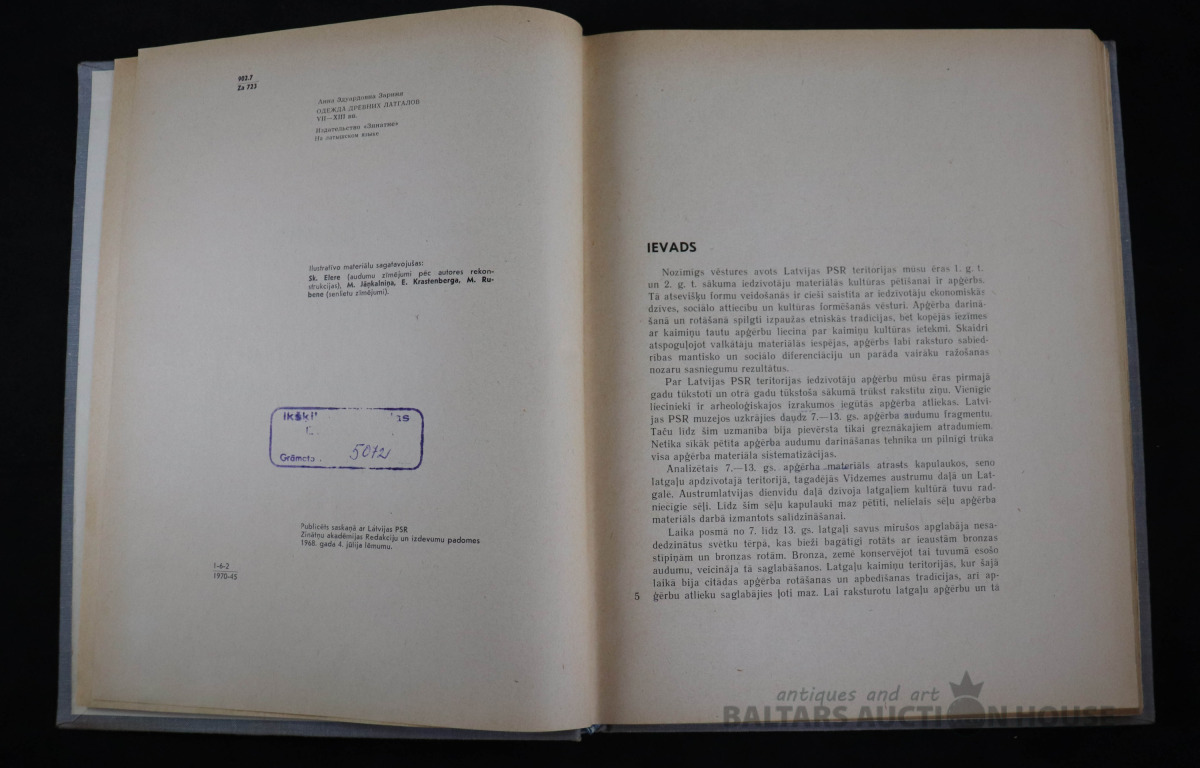 902.7
Za 723
Анна Эдуардовна Зариня
ОДЕЖДА ДРЕВНИХ ЛАТГАЛОВ
VII—XIII вв.
Издательство «Зинатне»
На латышском языке
Ilustratīvo materiālu sagatavojušas:
Sk. Elere (audumu zīmējumi pēc autores rekon-
strukcijas), M. Jāņkalniņa, E. Krastenberga, M. Ru-
bene (senlietu zīmējumi).
Grāmata
5012
Publicēts saskaņā ar Latvijas PSR
Zinātņu akadēmijas Redakciju un izdevumu padomes
1968. gada 4. jūlija lēmumu.
1-6-2
1970-45
IEVADS
Nozīmīgs vēstures avots Latvijas PSR teritorijas mūsu ēras 1. g. t.
un 2. g. t. sākuma iedzīvotāju materiālās kultūras pētīšanai ir apģērbs.
Tā atsevišķu formu veidošanās ir cieši saistīta ar iedzīvotāju ekonomiskās
dzīves, sociālo attiecību un kultūras formēšanās vēsturi. Apģērba darinā-
šanā un rotāšanā spilgti izpaužas etniskās tradīcijas, bet kopējās iezīmes
ar kaimiņu tautu apģērbu liecina par kaimiņu kultūras ietekmi. Skaidri
atspoguļojot valkātāju materiālās iespējas, apģērbs labi raksturo sabied-
rības mantisko un sociālo diferenciāciju un parāda vairāku ražošanas
nozaru sasniegumu rezultātus.
Par Latvijas PSR teritorijas iedzīvotāju apģērbu mūsu ēras pirmajā
gadu tūkstotī un otrā gadu tūkstoša sākumā trūkst rakstītu ziņu. Vienīgie
liecinieki ir arheoloģiskajos izrakumos iegūtās apģērba atliekas. Latvi-
jas PSR muzejos uzkrājies daudz 7.—13. gs. apģērba audumu fragmentu.
Taču līdz šim uzmanība bija pievērsta tikai greznākajiem atradumiem.
Netika sīkāk pētīta apģērba audumu darināšanas tehnika un pilnīgi trūka
visa apģērba materiāla sistematizācijas.
Analizētais 7.—13. gs. apģērba materiāls atrasts kapulaukos, seno
latgaļu apdzīvotajā teritorijā, tagadējās Vidzemes austrumu daļā un Lat-
galē. Austrumlatvijas dienvidu daļā dzīvoja latgaļiem kultūrā tuvu rad-
niecīgie sēļi. Līdz šim sēļu kapulauki maz pētīti, nelielais sēļu apģērba
materiāls darbā izmantots salīdzināšanai.
Laika posmā no 7. līdz 13. gs. latgaļi savus mirušos apglabāja nesa-
dedzinātus svētku tērpā, kas bieži bagātīgi rotāts ar ieaustām bronzas
stīpiņām un bronzas rotām. Bronza, zemē konservējot tai tuvumā esošo
audumu, veicināja tā saglabāšanos. Latgaļu kaimiņu teritorijās, kur šajā
laikā bija citādas apģērba rotāšanas un apbedīšanas tradīcijas, arī ap-
ģērbu atlieku saglabājies ļoti maz. Lai raksturotu latgaļu apģērbu un tā
5
antiques and art
BALTARS AUCTION HOUSE